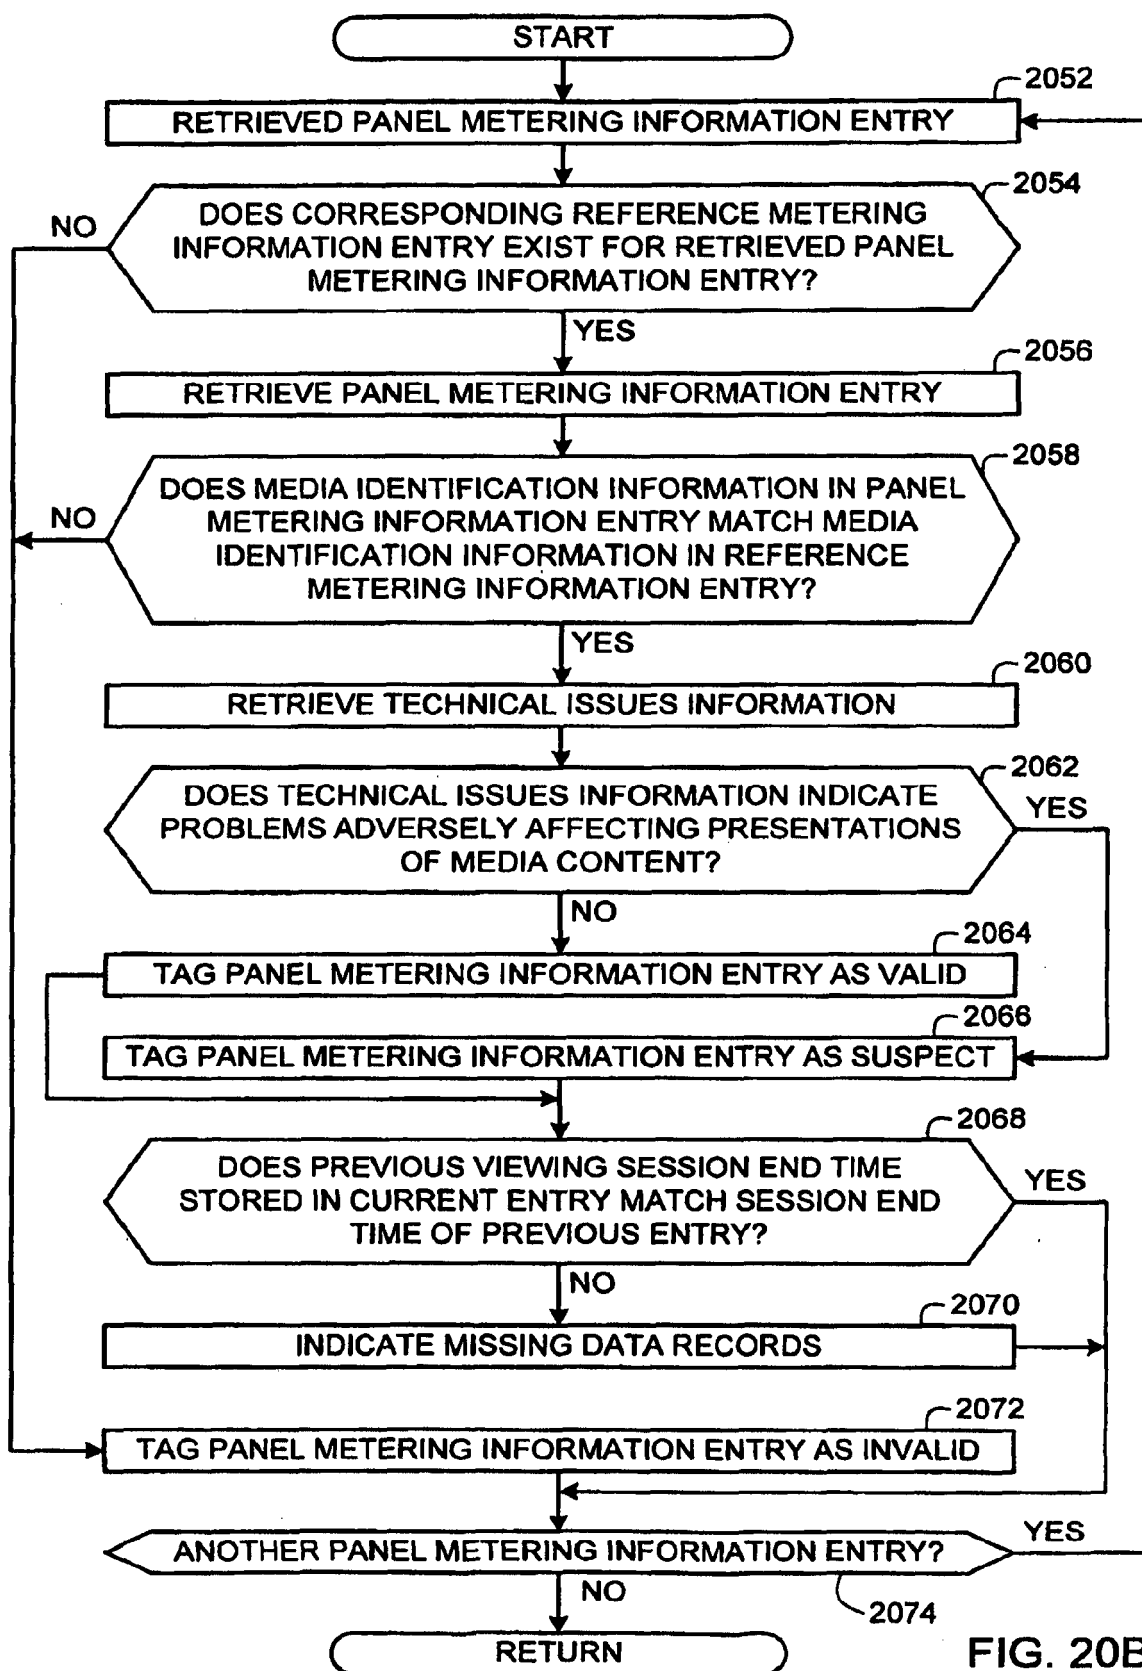 START
2052
RETRIEVED PANEL METERING INFORMATION ENTRY
2054
NO
DOES CORRESPONDING REFERENCE METERING
INFORMATION ENTRY EXIST FOR RETRIEVED PANEL
METERING INFORMATION ENTRY?
YES
2056
RETRIEVE PANEL METERING INFORMATION ENTRY
2058
NO
DOES MEDIA IDENTIFICATION INFORMATION IN PANEL
METERING INFORMATION ENTRY MATCH MEDIA
IDENTIFICATION INFORMATION IN REFERENCE
METERING INFORMATION ENTRY?
YES
2060
RETRIEVE TECHNICAL ISSUES INFORMATION
2062
DOES TECHNICAL ISSUES INFORMATION INDICATE
PROBLEMS ADVERSELY AFFECTING PRESENTATIONS
OF MEDIA CONTENT?
YES
NO
2064
TAG PANEL METERING INFORMATION ENTRY AS VALID
2066
TAG PANEL METERING INFORMATION ENTRY AS SUSPECT
2068
DOES PREVIOUS VIEWING SESSION END TIME
STORED IN CURRENT ENTRY MATCH SESSION END
TIME OF PREVIOUS ENTRY?
YES
NO
2070
INDICATE MISSING DATA RECORDS
2072
TAG PANEL METERING INFORMATION ENTRY AS INVALID
ANOTHER PANEL METERING INFORMATION ENTRY?
YES
NO
2074
RETURN
FIG. 20B